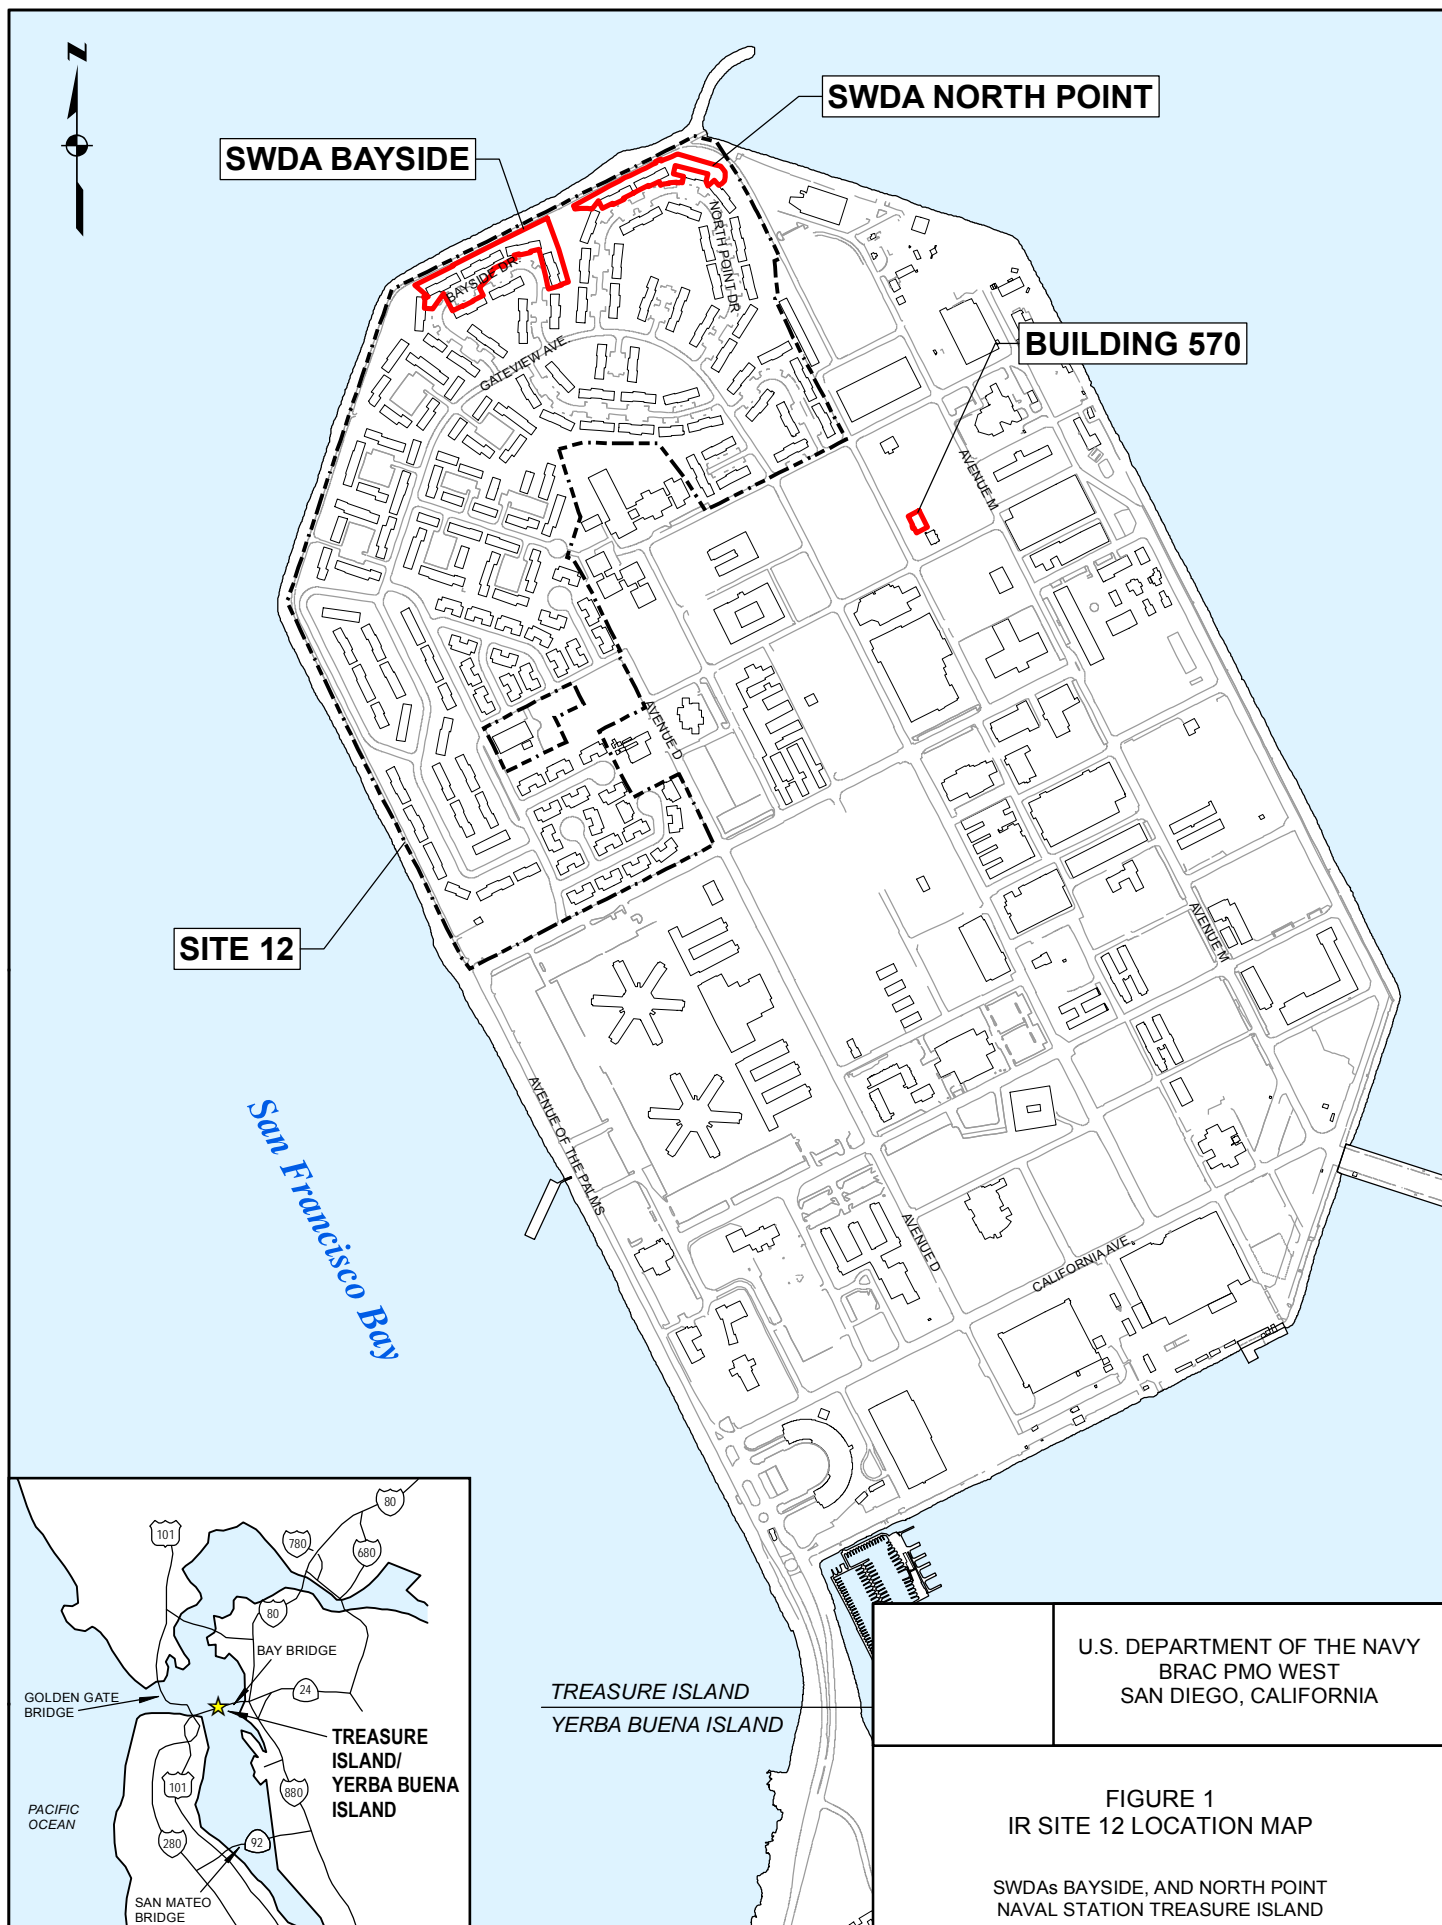 N
SWDA NORTH POINT
SWDA BAYSIDE
NORTH POINT DR
BAYSIDE DR.
GATEVIEW AVE
BUILDING 570
AVENUE M
AVENUE D
SITE 12
AVENUE M
San Francisco Bay
AVENUE OF THE PALMS
AVENUE D
CALIFORNIA AVE
TREASURE ISLAND
YERBA BUENA ISLAND
80
101
780
680
80
BAY BRIDGE
GOLDEN GATE
BRIDGE
24
TREASURE
ISLAND/
YERBA BUENA
ISLAND
101
880
PACIFIC
OCEAN
280
92
SAN MATEO
BRIDGE
U.S. DEPARTMENT OF THE NAVY
BRAC PMO WEST
SAN DIEGO, CALIFORNIA
FIGURE 1
IR SITE 12 LOCATION MAP
SWDAs BAYSIDE, AND NORTH POINT
NAVAL STATION TREASURE ISLAND